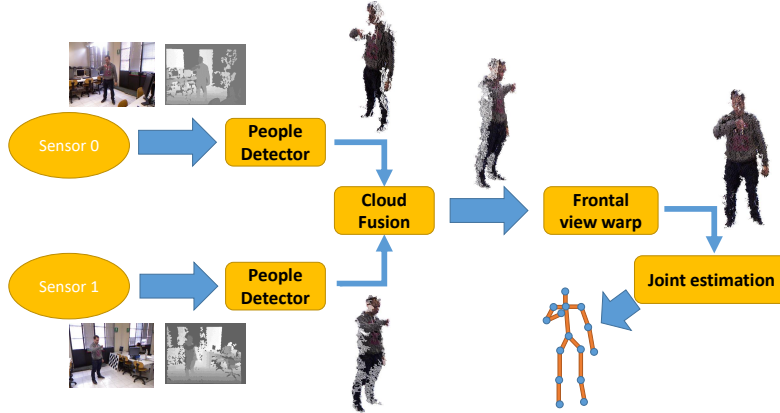 Sensor 0
People
Detector
Cloud
Fusion
Frontal
view warp
Joint estimation
Sensor 1
People
Detector